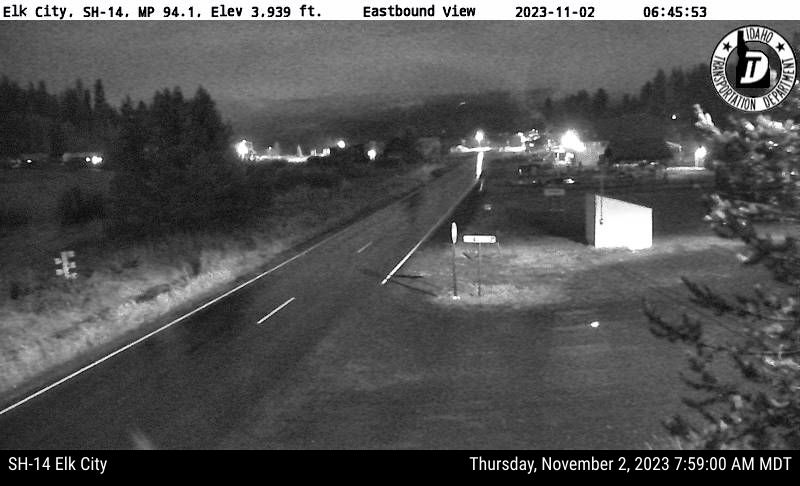 Elk City, SH-14, MP 94.1, Elev 3,939 ft. Eastbound View 2023-11-02 06:45:53
IDAHO
TRANSPORTATION DEPARTMENT
SH-14 Elk City Thursday, November 2, 2023 7:59:00 AM MDT